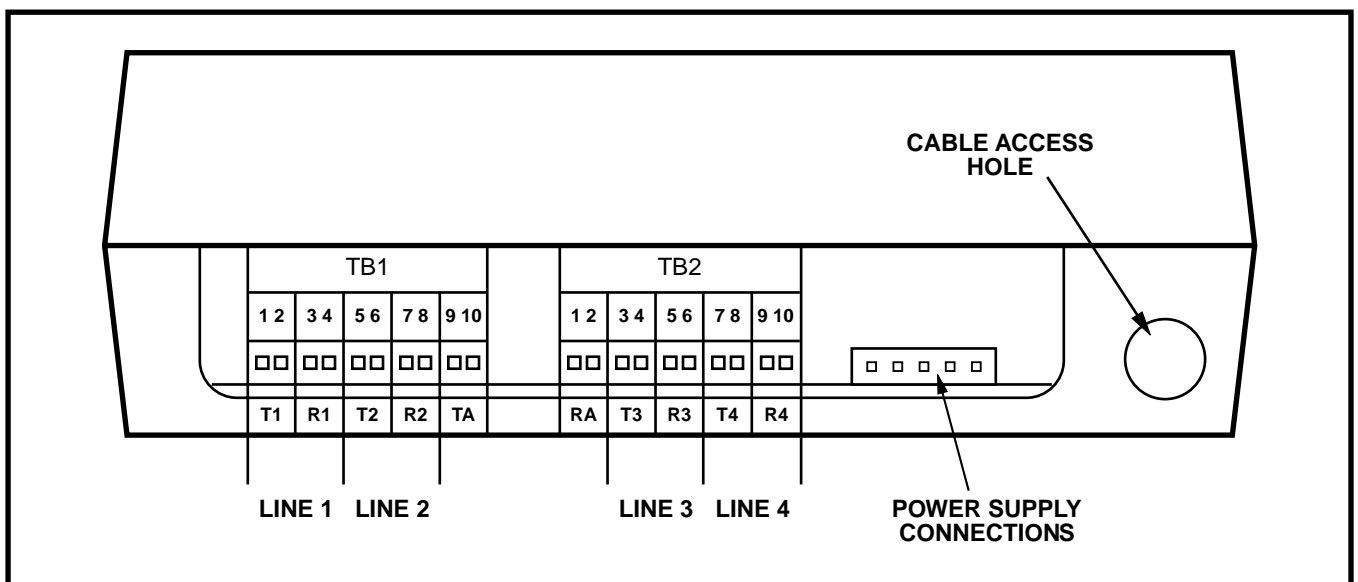 CABLE ACCESS
HOLE
TB1 TB2
1 2 3 4 5 6 7 8 9 10 1 2 3 4 5 6 7 8 9 10
T1 R1 T2 R2 TA RA T3 R3 T4 R4
LINE 1 LINE 2 LINE 3 LINE 4 POWER SUPPLY
CONNECTIONS